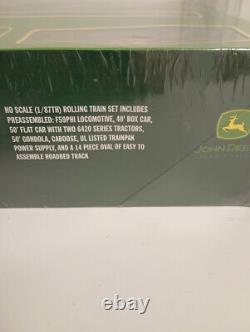 HO SCALE (1/87TH) ROLLING TRAIN SET INCLUDES
PREASSEMBLED: F59PHI LOCOMOTIVE, 40' BOX CAR,
50' FLAT CAR WITH TWO 6420 SERIES TRACTORS,
50' GONDOLA, CABOOSE, UL LISTED TRAINPAK
POWER SUPPLY, AND A 14 PIECE OVAL OF EASY TO
ASSEMBLE ROADBED TRACK
JOHN DEE